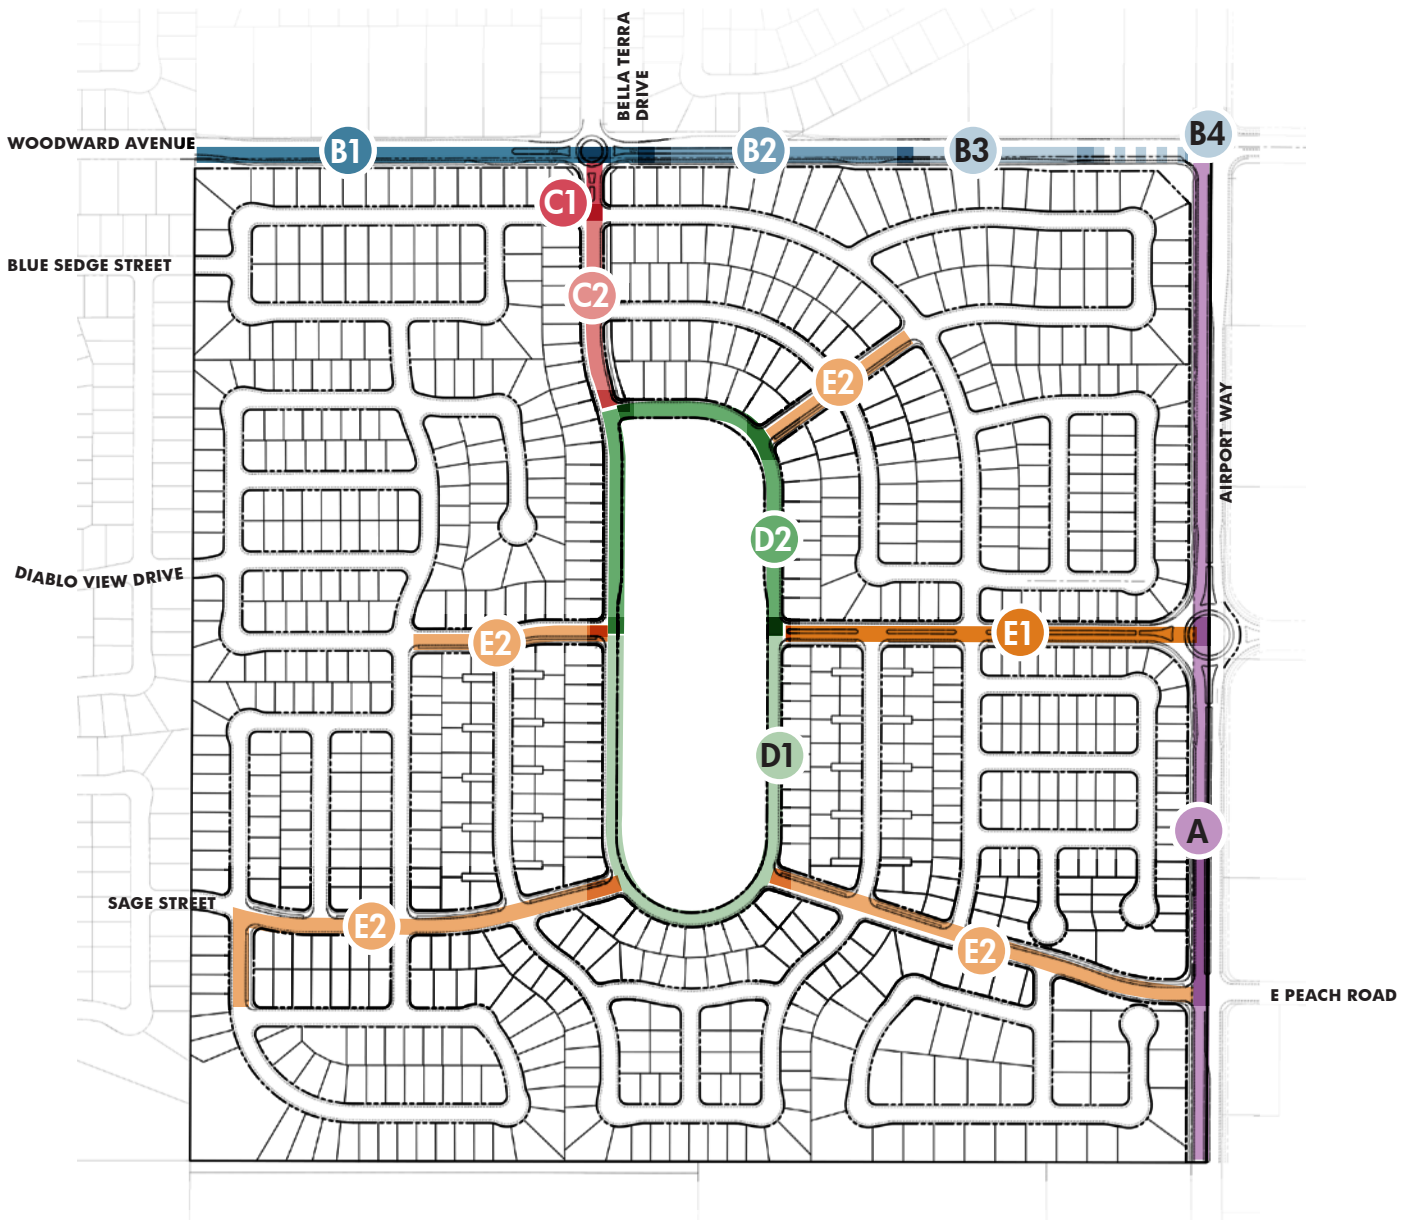 BELLA TERRA
DRIVE
WOODWARD AVENUE
B1
B2
B3
B4
C1
BLUE SEDGE STREET
C2
E2
AIRPORT WAY
D2
DIABLO VIEW DRIVE
E2
E1
D1
A
SAGE STREET
E2
E2
E PEACH ROAD